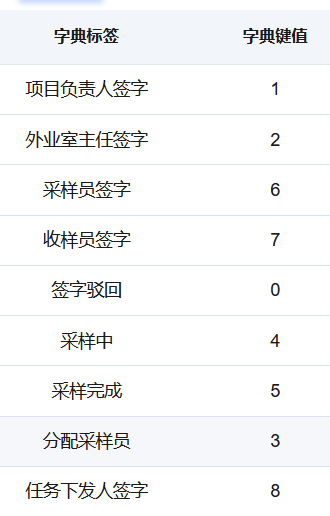 字典标签 字典键值
项目负责人签字 1
外业室主任签字 2
采样员签字 6
收样员签字 7
签字驳回 0
采样中 4
采样完成 5
分配采样员 3
任务下发人签字 8